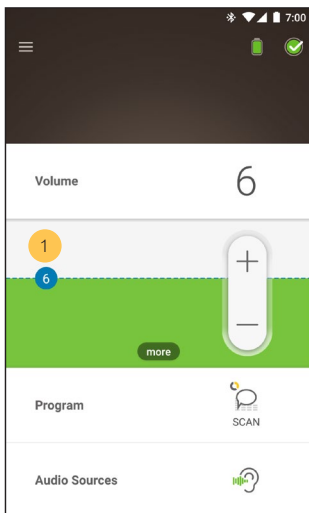 7:00
Volume 6
1
6
more
Program
SCAN
Audio Sources